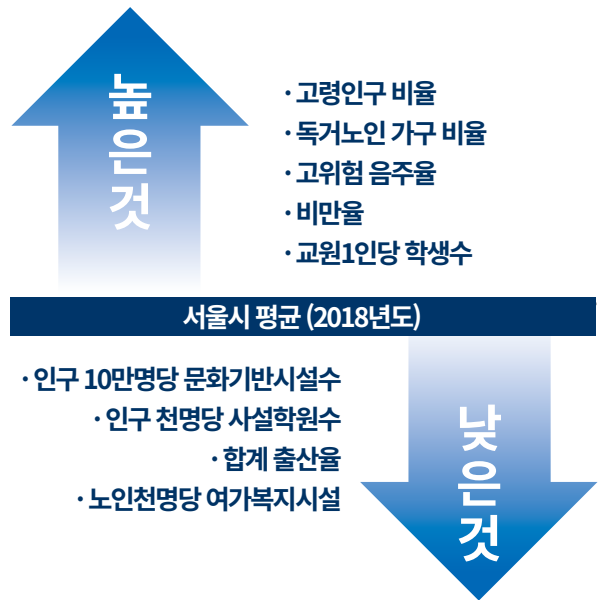 높은것
· 고령인구 비율
· 독거노인 가구 비율
· 고위험 음주율
· 비만율
· 교원1인당 학생수
서울시 평균 (2018년도)
· 인구 10만명당 문화기반시설수
· 인구 천명당 사설학원수
· 합계 출산율
· 노인천명당 여가복지시설
낮은것